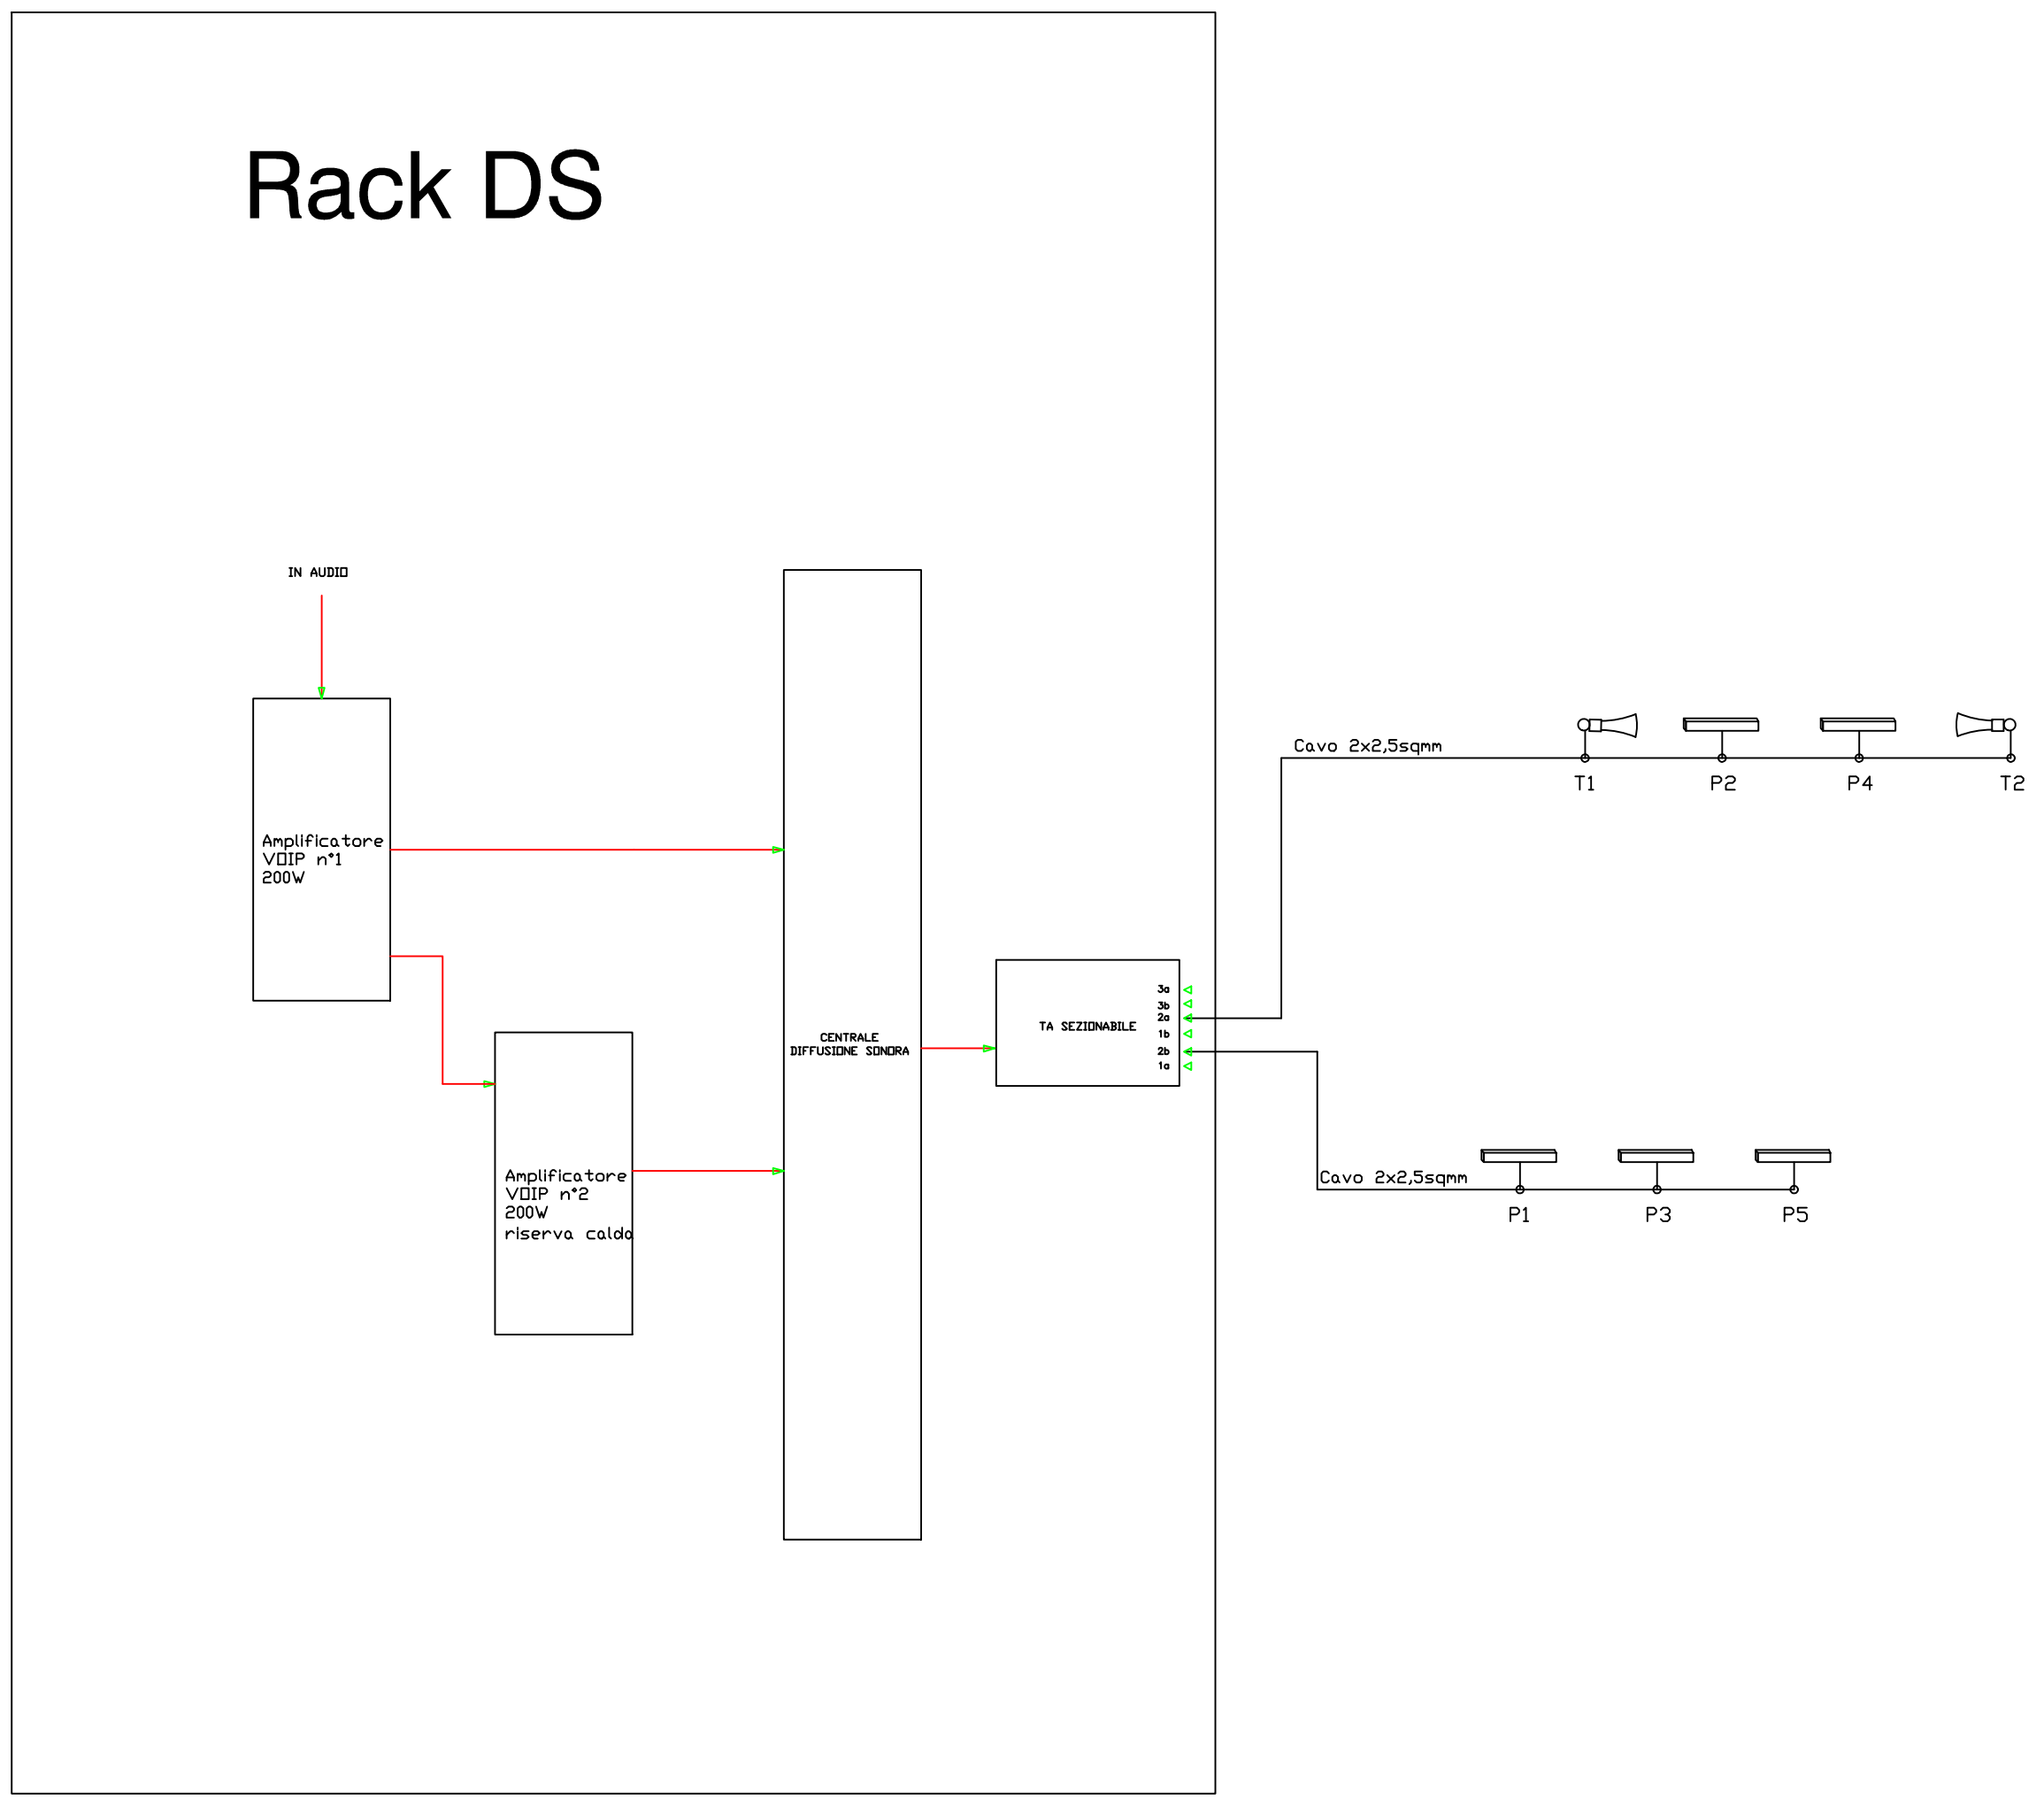 Rack DS
IN AUDIO
Amplificatore
VOIP n°1
200W
Amplificatore
VOIP n°2
200W
riserva calda
CENTRALE
DIFFUSIONE SONORA
TA SEZIONABILE
3a
3b
2a
1b
2b
1a
Cavo 2x2,5sqmm
T1
P2
P4
T2
Cavo 2x2,5sqmm
P1
P3
P5